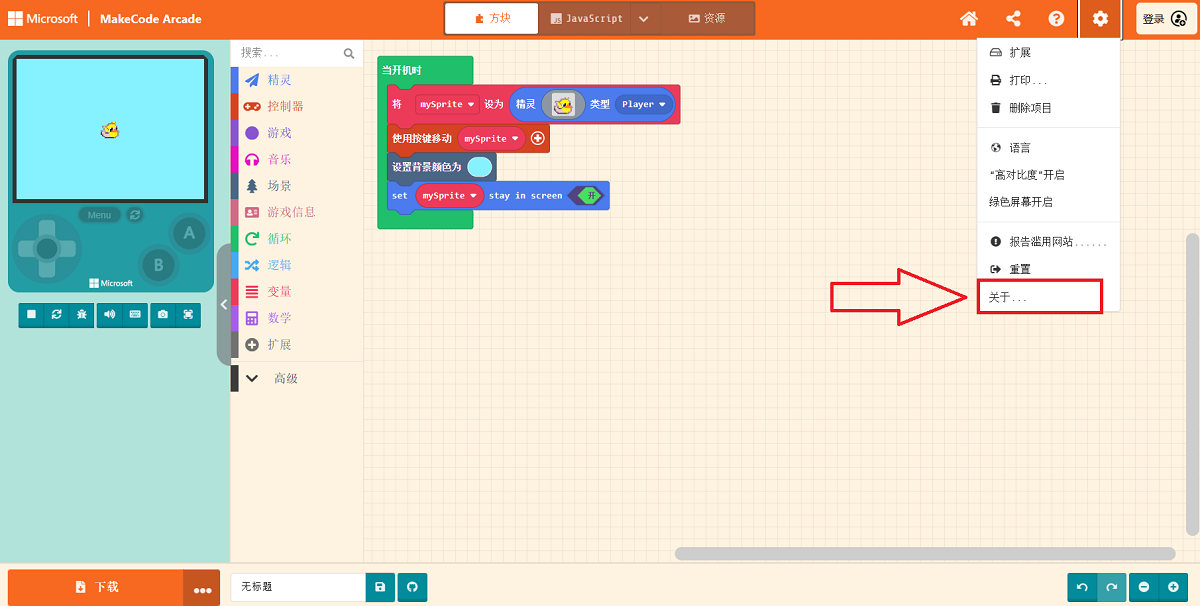 Microsoft
MakeCode Arcade
方块
JavaScript
资源
登录
Menu
A
B
Microsoft
搜索...
精灵
控制器
游戏
音乐
场景
游戏信息
循环
逻辑
变量
数学
扩展
高级
当开机时
将 mySprite 设为 精灵 类型 Player
使用按键移动 mySprite
设置背景颜色为
set mySprite stay in screen 开
扩展
打印...
删除项目
语言
“高对比度”开启
绿色屏幕开启
报告滥用网站......
重置
关于...
下载
无标题